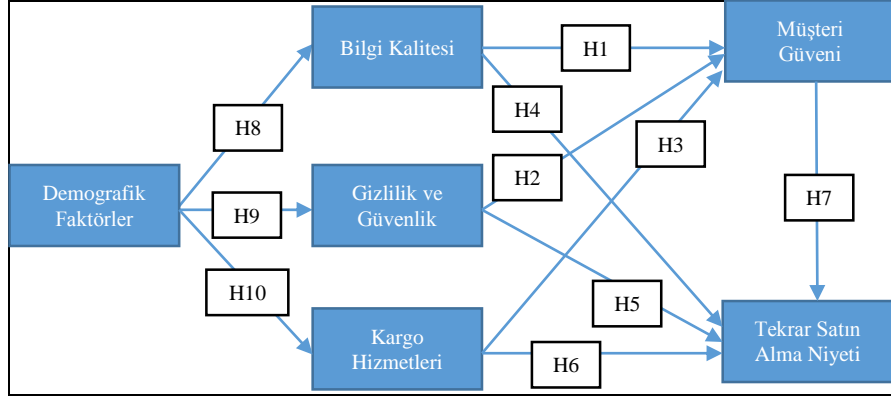 Bilgi Kalitesi
H1
Müşteri
Güveni
H8
H4
H3
H2
Demografik
Faktörler
H9
Gizlilik ve
Güvenlik
H7
H10
H5
Kargo
Hizmetleri
H6
Tekrar Satın
Alma Niyeti